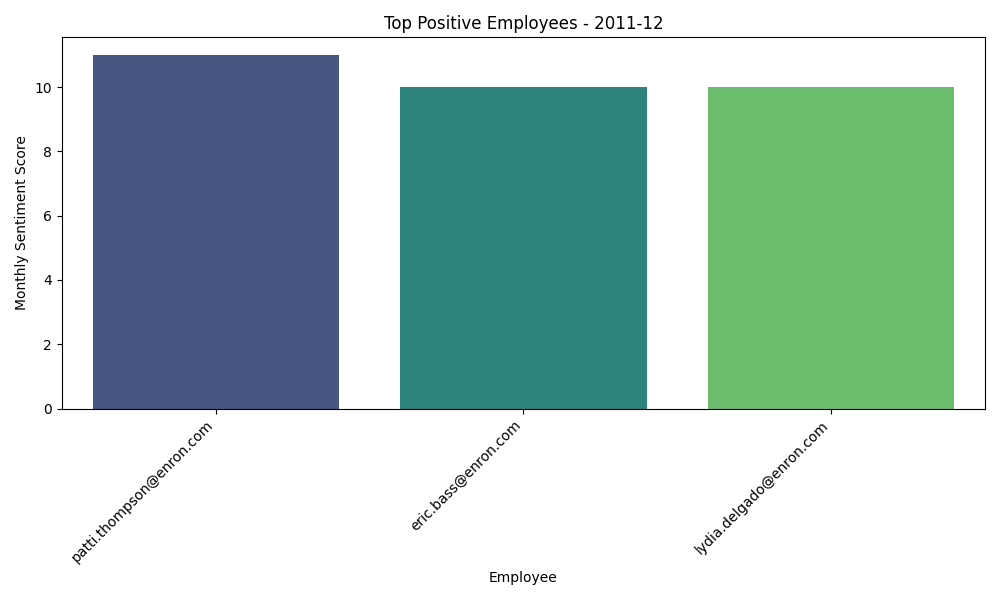 Top Positive Employees - 2011-12
Monthly Sentiment Score
10
8
6
4
2
0
patti.thompson@enron.com
eric.bass@enron.com
lydia.delgado@enron.com
Employee